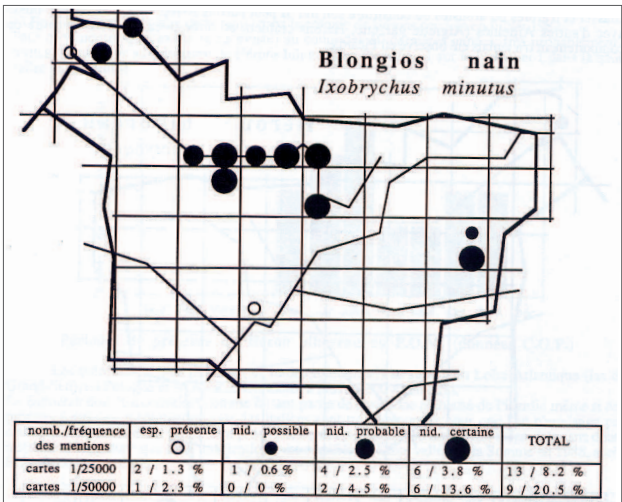 Blongios nain
Ixobrychus minutus
nomb./fréquence des mentions esp. présente nid. possible nid. probable nid. certaine TOTAL
cartes 1/25000 2 / 1.3 % 1 / 0.6 % 4 / 2.5 % 6 / 3.8 % 13 / 8.2 %
cartes 1/50000 1 / 2.3 % 0 / 0 % 2 / 4.5 % 6 / 13.6 % 9 / 20.5 %